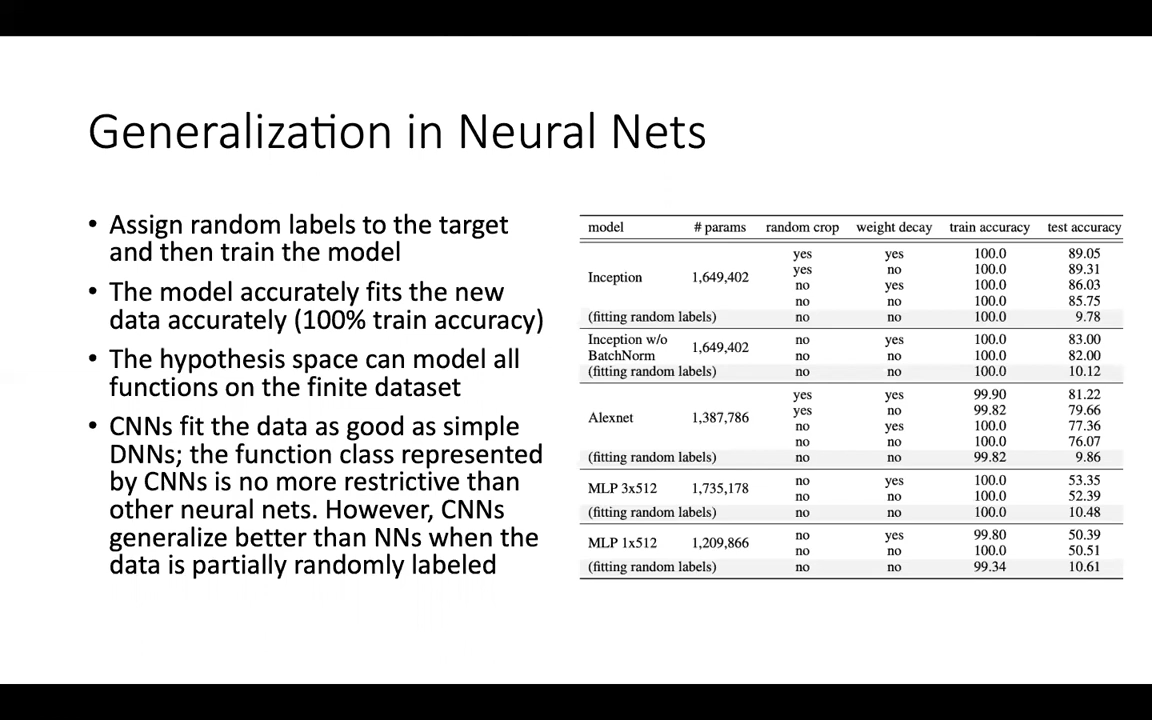 Generalization in Neural Nets
• Assign random labels to the target
and then train the model
• The model accurately fits the new
data accurately (100% train accuracy)
• The hypothesis space can model all
functions on the finite dataset
• CNNs fit the data as good as simple
DNNs; the function class represented
by CNNs is no more restrictive than
other neural nets. However, CNNs
generalize better than NNs when the
data is partially randomly labeled
model # params random crop weight decay train accuracy test accuracy
yes yes 100.0 89.05
yes no 100.0 89.31
Inception 1,649,402
no yes 100.0 86.03
no no 100.0 85.75
(fitting random labels) no no 100.0 9.78
Inception w/o no yes 100.0 83.00
1,649,402
BatchNorm no no 100.0 82.00
(fitting random labels) no no 100.0 10.12
yes yes 99.90 81.22
yes no 99.82 79.66
Alexnet 1,387,786
no yes 100.0 77.36
no no 100.0 76.07
(fitting random labels) no no 99.82 9.86
no yes 100.0 53.35
MLP 3x512 1,735,178
no no 100.0 52.39
(fitting random labels) no no 100.0 10.48
no yes 99.80 50.39
MLP 1x512 1,209,866
no no 100.0 50.51
(fitting random labels) no no 99.34 10.61